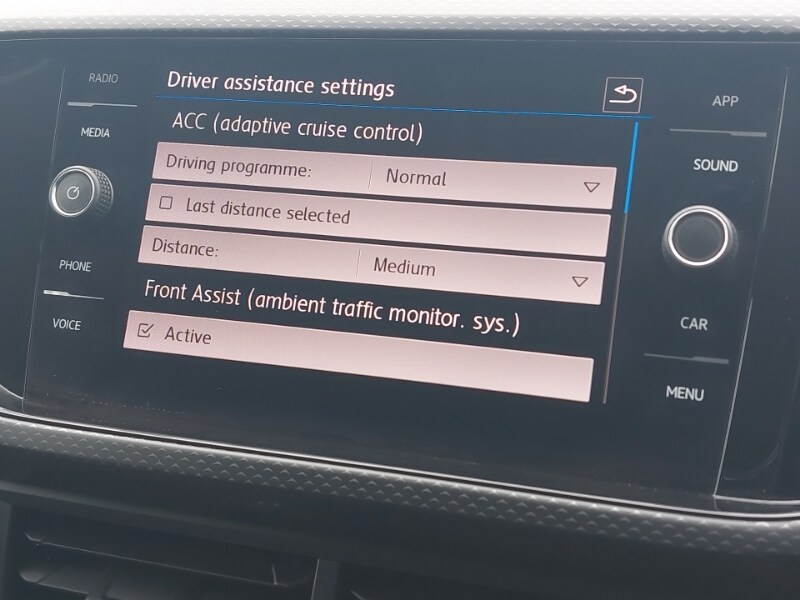 RADIO
MEDIA
PHONE
VOICE
Driver assistance settings
ACC (adaptive cruise control)
Driving programme: Normal
Last distance selected
Distance: Medium
Front Assist (ambient traffic monitor. sys.)
Active
APP
SOUND
CAR
MENU